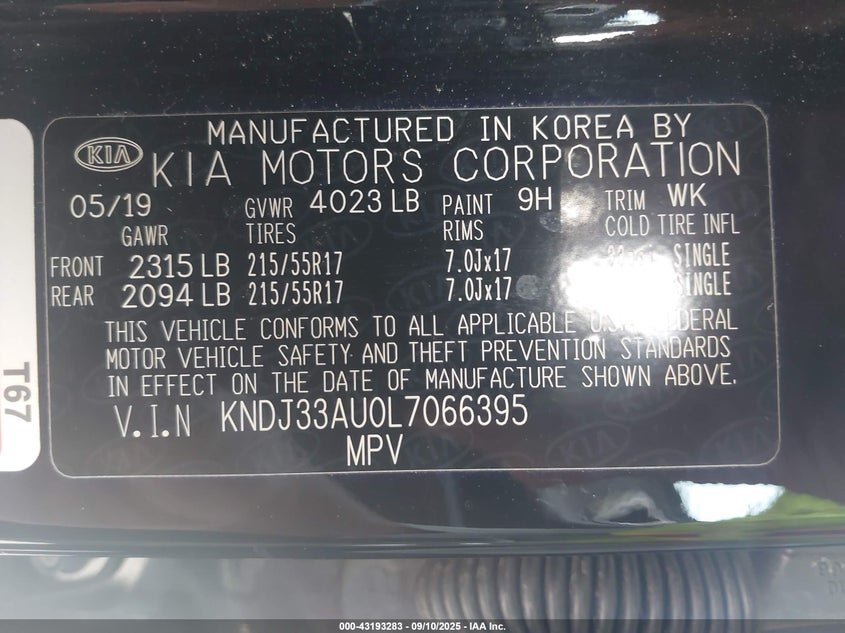 MANUFACTURED IN KOREA BY
KIA KIA MOTORS CORPORATION
05/19 GVWR 4023 LB PAINT 9H TRIM WK
GAWR TIRES RIMS COLD TIRE INFL
FRONT 2315 LB 215/55R17 7.0Jx17 SINGLE
REAR 2094 LB 215/55R17 7.0Jx17 SINGLE
THIS VEHICLE CONFORMS TO ALL APPLICABLE
MOTOR VEHICLE SAFETY AND THEFT PREVENTION STANDARDS
IN EFFECT ON THE DATE OF MANUFACTURE SHOWN ABOVE.
V.I.N KNDJ33AU0L7066395
MPV
T67
000-43193283 - 09/10/2025 - IAA Inc.